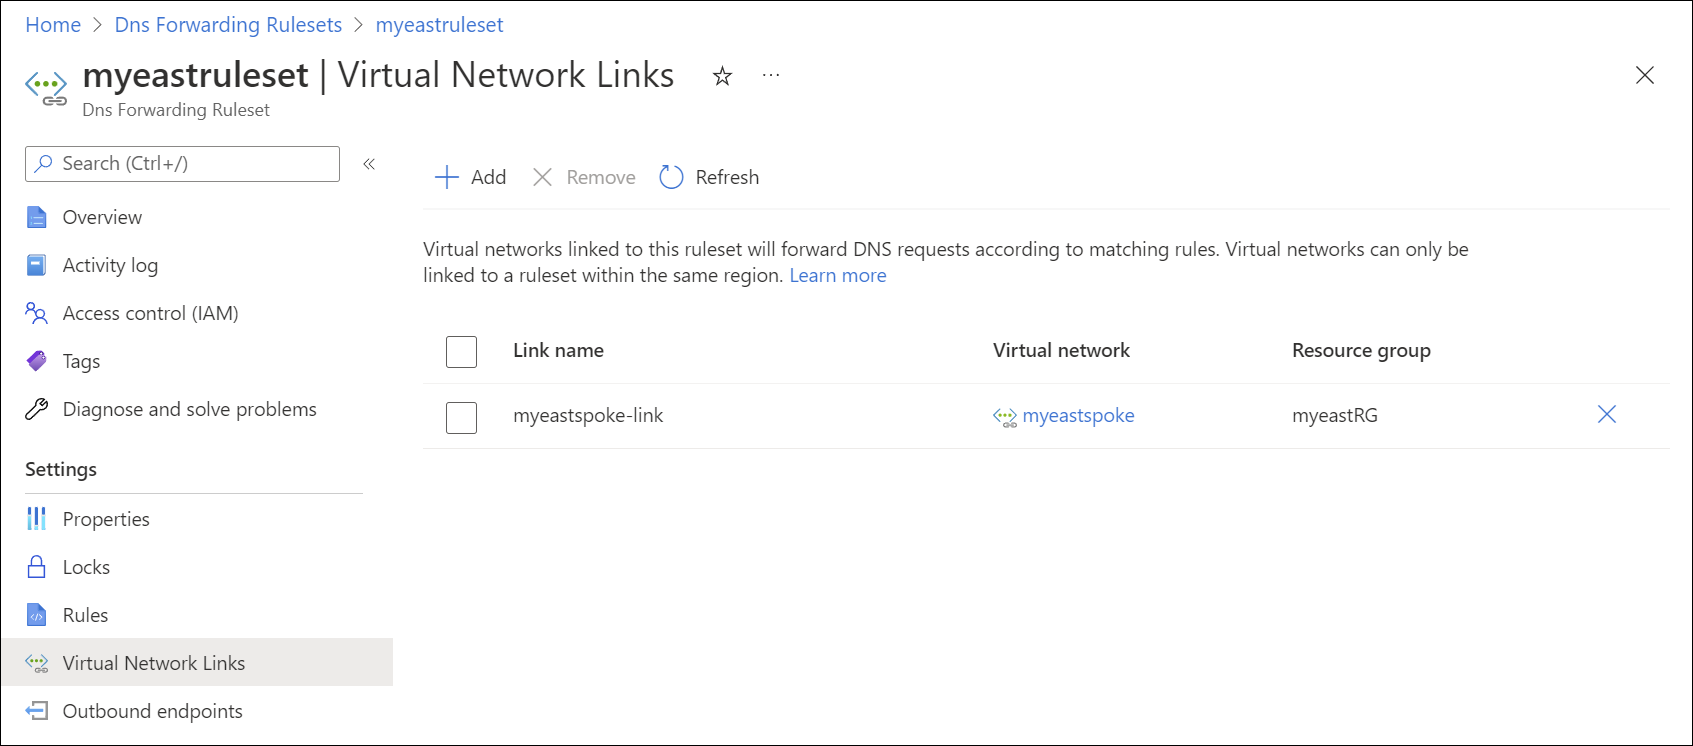 Home > Dns Forwarding Rulesets > myeastruleset
myeastruleset | Virtual Network Links
Dns Forwarding Ruleset
Search (Ctrl+/)
Overview
Activity log
Access control (IAM)
Tags
Diagnose and solve problems
Settings
Properties
Locks
Rules
Virtual Network Links
Outbound endpoints
Add Remove Refresh
Virtual networks linked to this ruleset will forward DNS requests according to matching rules. Virtual networks can only be
linked to a ruleset within the same region. Learn more
Link name Virtual network Resource group
myeastspoke-link myeastspoke myeastRG